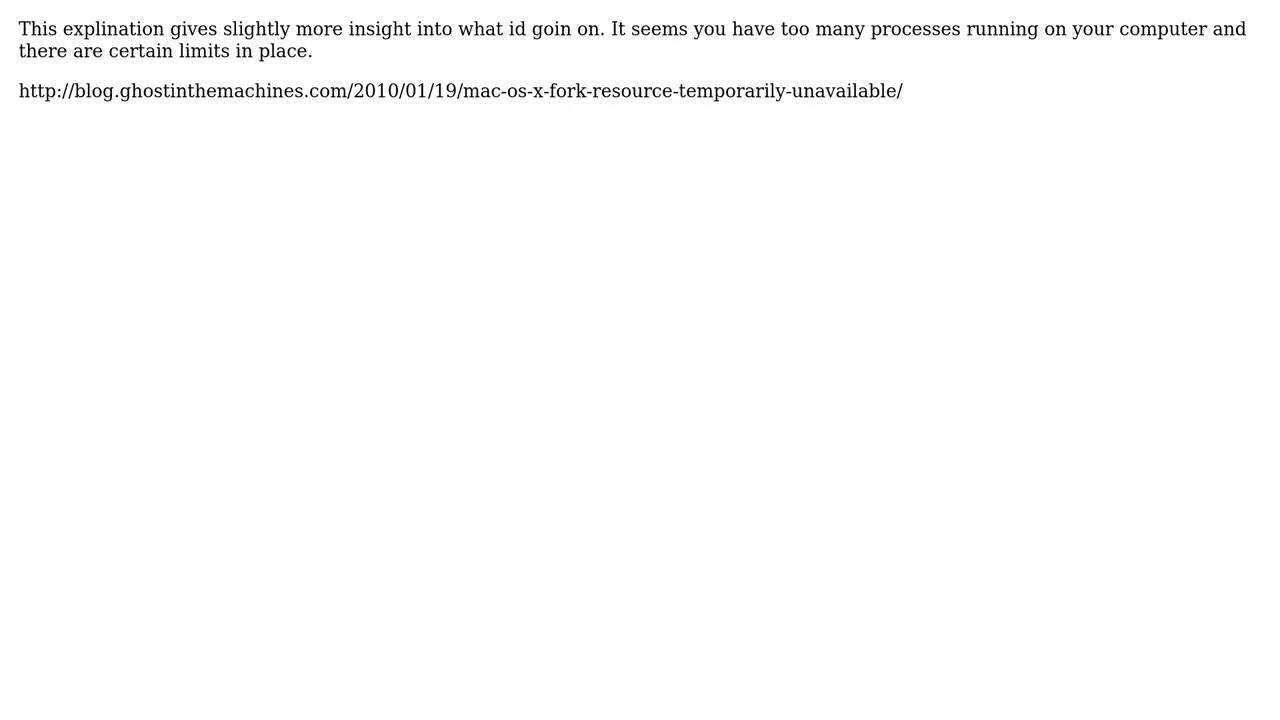 This explination gives slightly more insight into what id goin on. It seems you have too many processes running on your computer and
there are certain limits in place.
http://blog.ghostinthemachines.com/2010/01/19/mac-os-x-fork-resource-temporarily-unavailable/